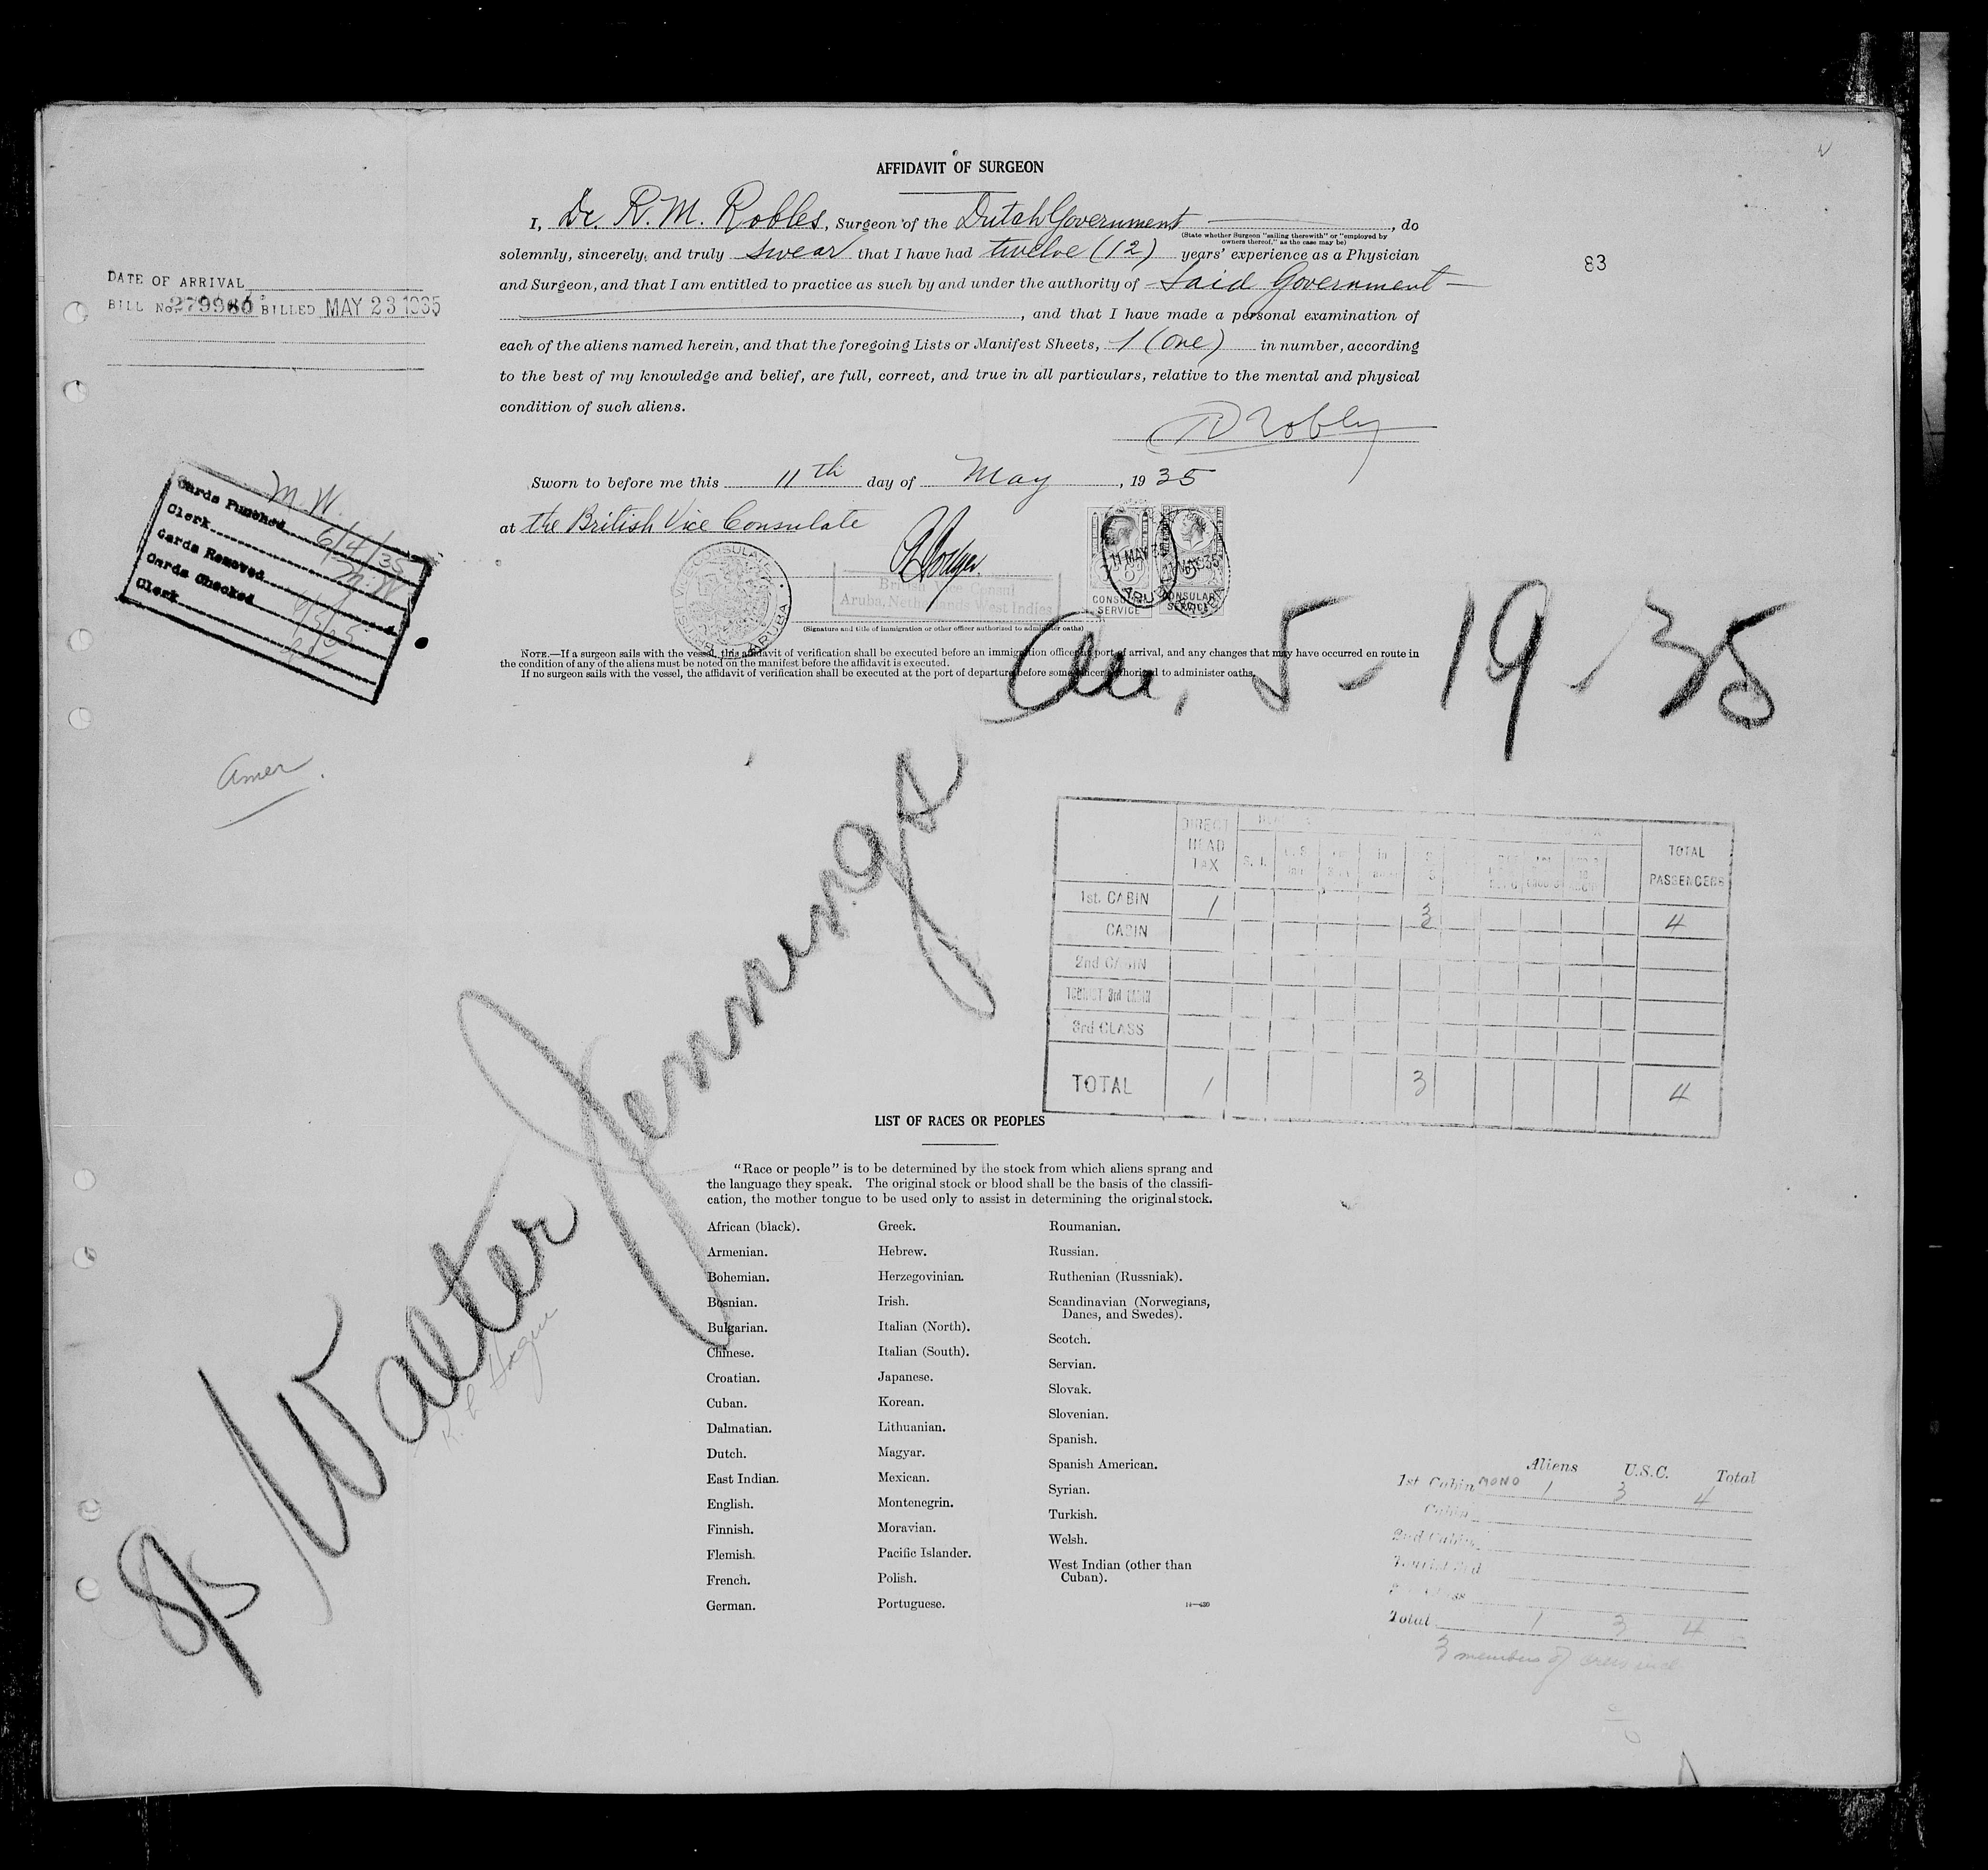 AFFIDAVIT OF SURGEON
I, Dr. R. M. Robles, Surgeon of the Dutch Government, do
(State whether Surgeon "sailing therewith" or "employed by
owners thereof," as the case may be)
solemnly, sincerely, and truly swear that I have had twelve (12) years' experience as a Physician
and Surgeon, and that I am entitled to practice as such by and under the authority of Said Government
, and that I have made a personal examination of
each of the aliens named herein, and that the foregoing Lists or Manifest Sheets, 1 (one) in number, according
to the best of my knowledge and belief, are full, correct, and true in all particulars, relative to the mental and physical
condition of such aliens.
Sworn to before me this 11th day of May, 1935
at the British Vice Consulate
British Vice Consul
Aruba, Netherlands West Indies
(Signature and title of immigration or other officer authorized to administer oaths)
BRITISH VICE CONSULATE ARUBA
11 MAY 35
CONSULAR
SERVICE
CONSULAR
SERVICE
NOTE.—If a surgeon sails with the vessel, this affidavit of verification shall be executed before an immigration officer at port of arrival, and any changes that may have occurred en route in
the condition of any of the aliens must be noted on the manifest before the affidavit is executed.
If no surgeon sails with the vessel, the affidavit of verification shall be executed at the port of departure before some officer authorized to administer oaths.
83
DATE OF ARRIVAL
BILL No. 279986 BILLED MAY 23 1935
Cards Punched
Clerk M.W.
Cards Removed 6/4/35
Cards Checked M.W.
Clerk
Amer
5-19-35
S/S Walter Jennings
DIRECT
HEAD
TAX
S. I.
TOTAL
PASSENGERS
1st. CABIN 1 3 4
CABIN
2nd CABIN
TOURIST 3rd CABIN
3rd CLASS
TOTAL 1 3 4
LIST OF RACES OR PEOPLES
"Race or people" is to be determined by the stock from which aliens sprang and
the language they speak. The original stock or blood shall be the basis of the classifi-
cation, the mother tongue to be used only to assist in determining the original stock.
African (black).
Armenian.
Bohemian.
Bosnian.
Bulgarian.
Chinese.
Croatian.
Cuban.
Dalmatian.
Dutch.
East Indian.
English.
Finnish.
Flemish.
French.
German.
Greek.
Hebrew.
Herzegovinian.
Irish.
Italian (North).
Italian (South).
Japanese.
Korean.
Lithuanian.
Magyar.
Mexican.
Montenegrin.
Moravian.
Pacific Islander.
Polish.
Portuguese.
Roumanian.
Russian.
Ruthenian (Russniak).
Scandinavian (Norwegians,
Danes, and Swedes).
Scotch.
Servian.
Slovak.
Slovenian.
Spanish.
Spanish American.
Syrian.
Turkish.
Welsh.
West Indian (other than
Cuban).
K. L Hogue
Aliens U.S.C. Total
1st Cabin MONO 1 3 4
Cabin
2nd Cabin
Tourist 3rd
Total 1 3 4
3 members of crew